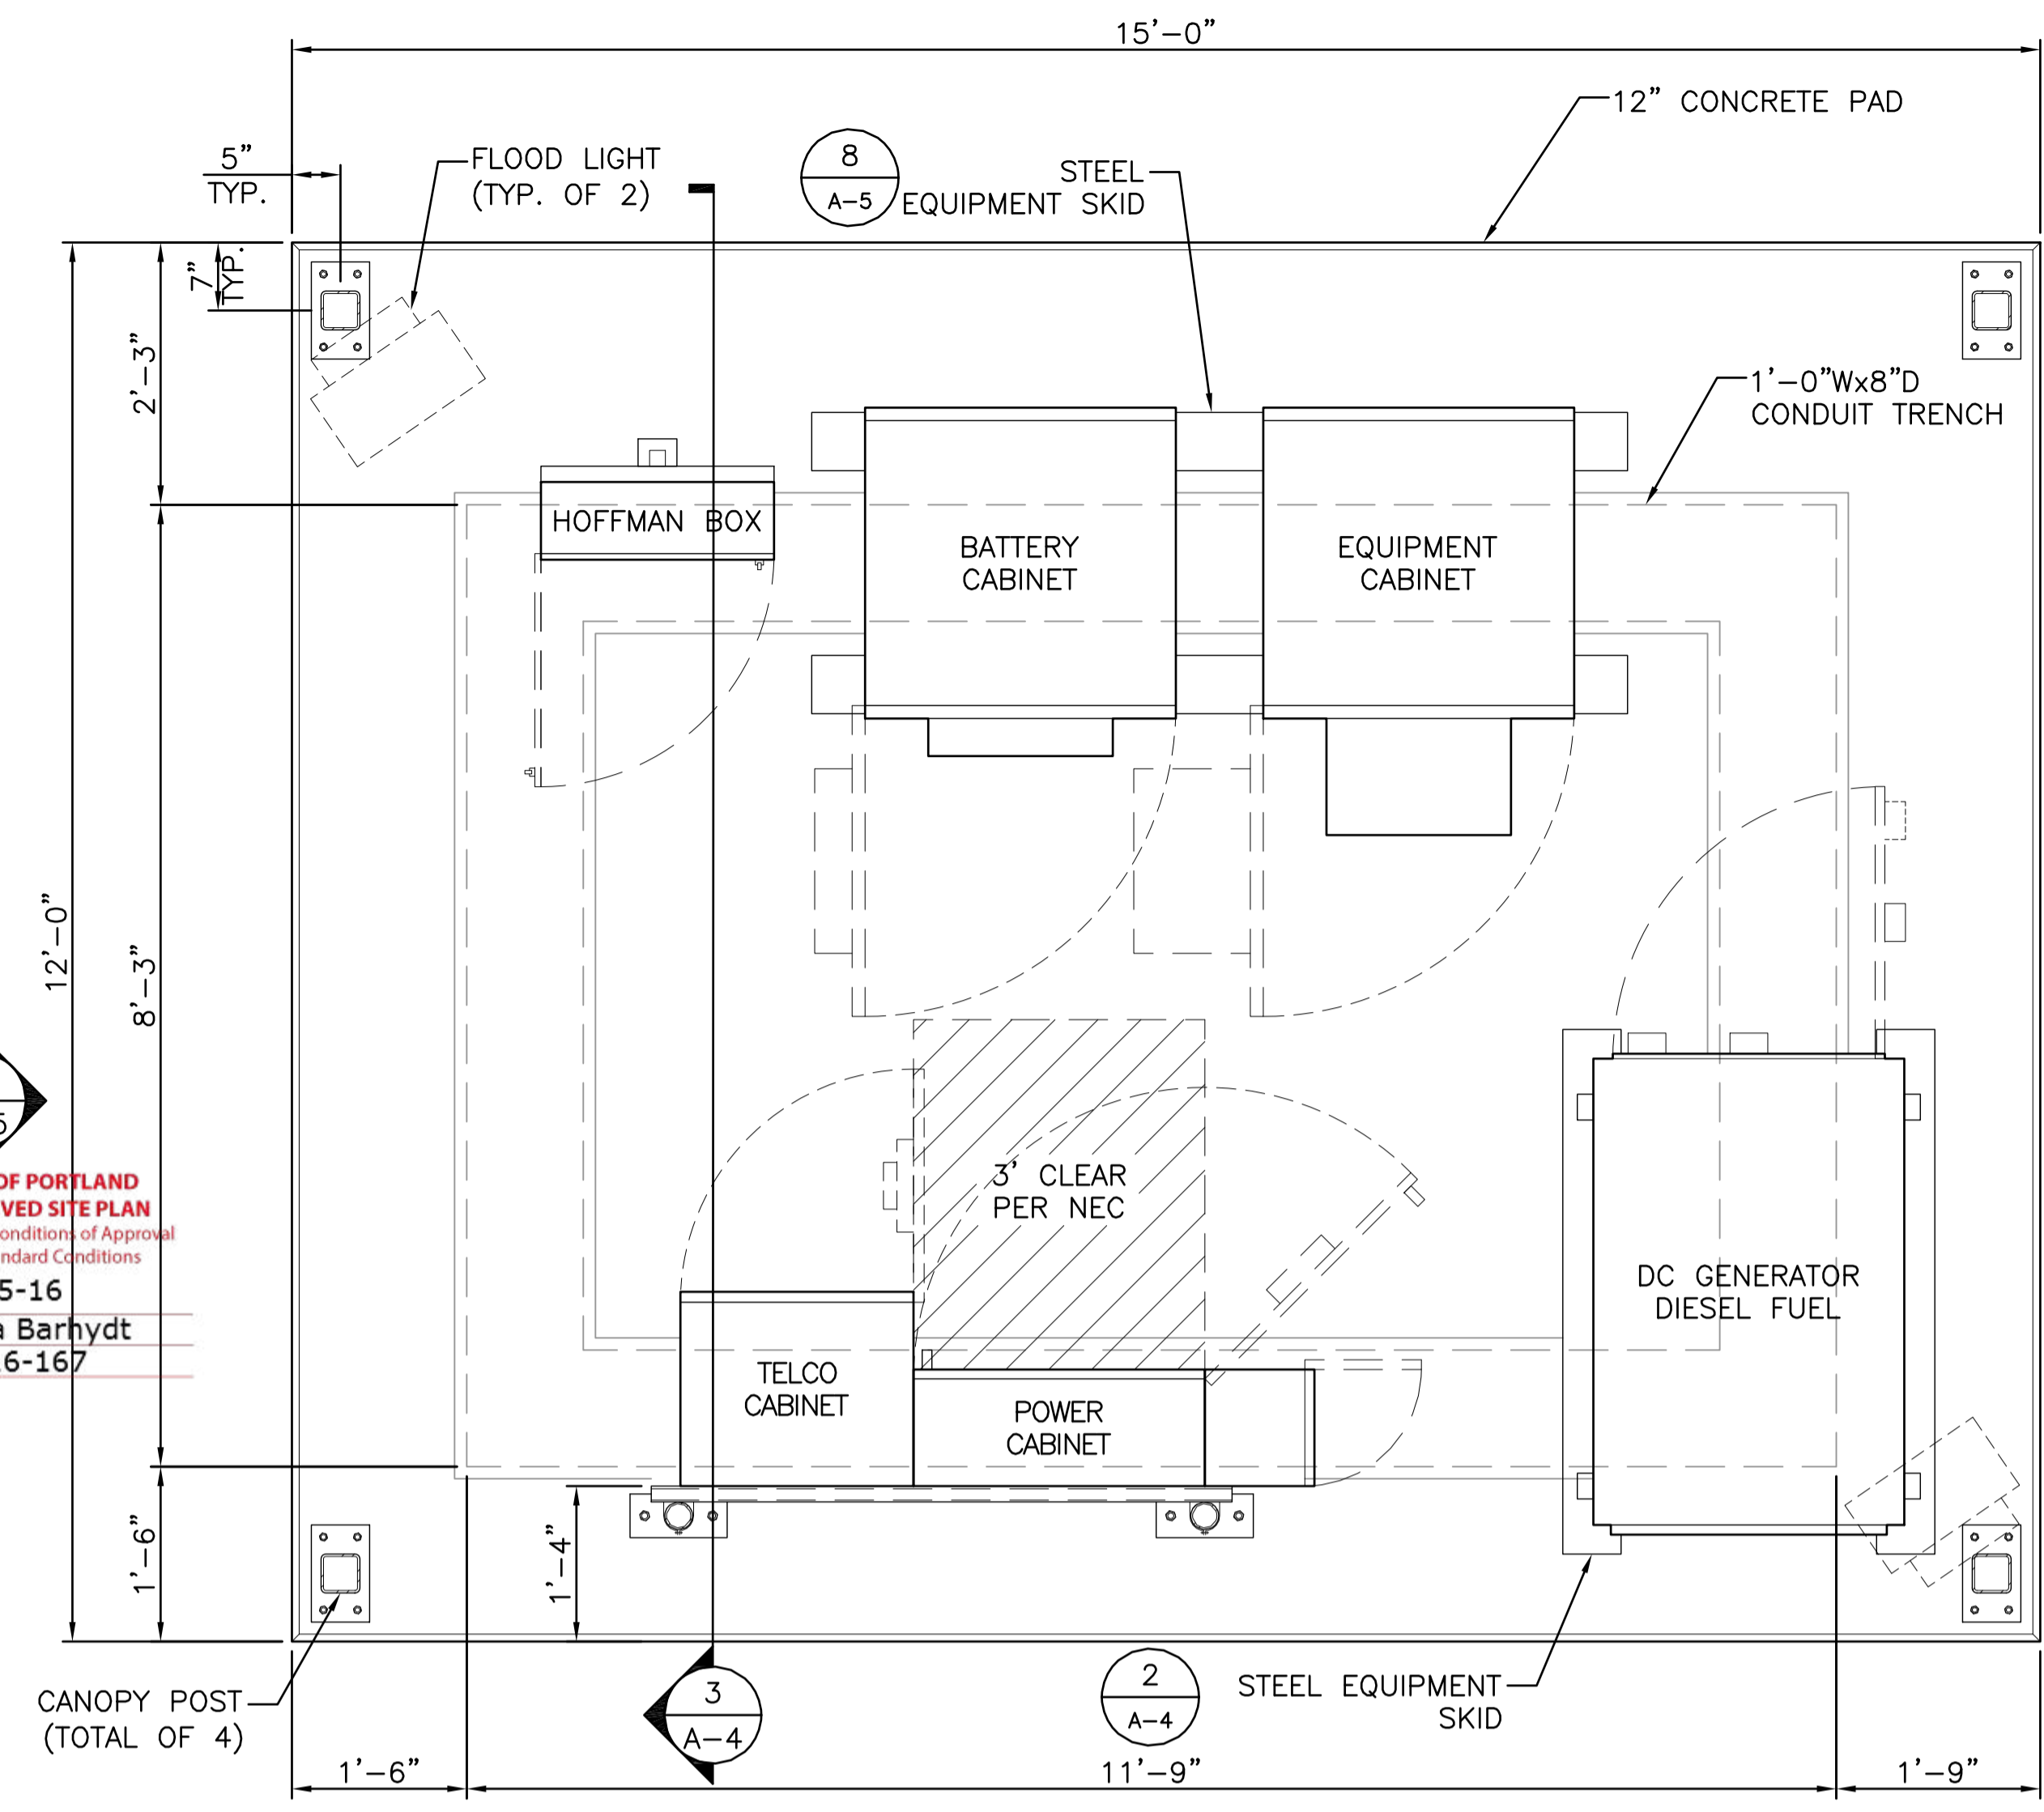 15'-0"
12" CONCRETE PAD
5"
TYP.
FLOOD LIGHT
(TYP. OF 2)
8
A-5
STEEL
EQUIPMENT SKID
7"
TYP.
2'-3"
1'-0"Wx8"D
CONDUIT TRENCH
HOFFMAN BOX
BATTERY
CABINET
EQUIPMENT
CABINET
12'-0"
8'-3"
5
3' CLEAR
PER NEC
OF PORTLAND
VED SITE PLAN
onditions of Approval
ndard Conditions
5-16
a Barhydt
6-167
DC GENERATOR
DIESEL FUEL
TELCO
CABINET
POWER
CABINET
1'-6"
1'-4"
CANOPY POST
(TOTAL OF 4)
3
A-4
2
A-4
STEEL EQUIPMENT
SKID
1'-6"
11'-9"
1'-9"